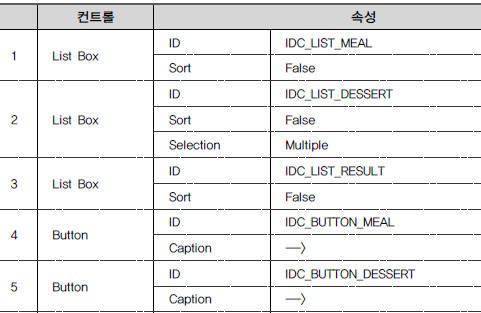 컨트롤 속성
1 List Box ID IDC_LIST_MEAL
Sort False
2 List Box ID IDC_LIST_DESSERT
Sort False
Selection Multiple
3 List Box ID IDC_LIST_RESULT
Sort False
4 Button ID IDC_BUTTON_MEAL
Caption ―〉
5 Button ID IDC_BUTTON_DESSERT
Caption ―〉